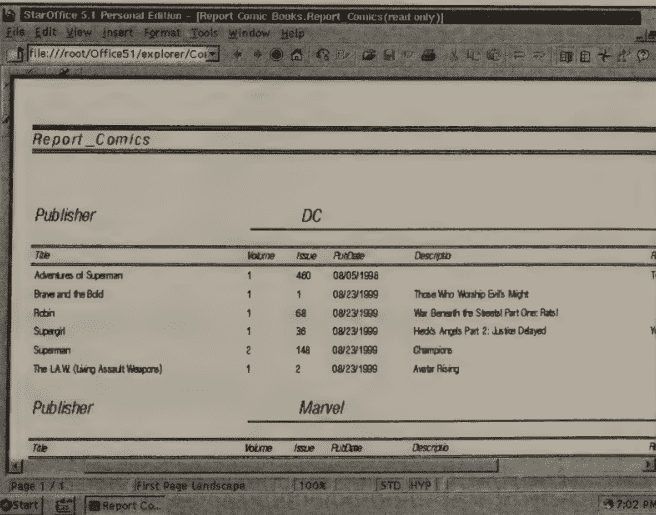 StarOffice 5.1 Personal Edition - [Report Comic Books.Report_Comics(read only)]
File Edit View Insert Format Tools Window Help
file:///root/Office51/explorer/Co
Report_Comics
Publisher DC
Title Volume Issue PubDate Descriptio
Adventures of Superman 1 460 08/05/1998
Brave and the Bold 1 1 08/23/1999 Those Who Worship Evil's Might
Robin 1 68 08/23/1999 War Beneath the Streets! Part One: Rats!
Supergirl 1 36 08/23/1999 Hedd's Angels Part 2: Justice Delayed
Superman 2 148 08/23/1999 Champions
The L.A.W. (Living Assault Weapons) 1 2 08/23/1999 Avatar Rising
Publisher Marvel
Title Volume Issue PubDate Descriptio
Page 1 / 1 First Page Landscape 100% STD HYP
Start Report Co... 7:02 PM